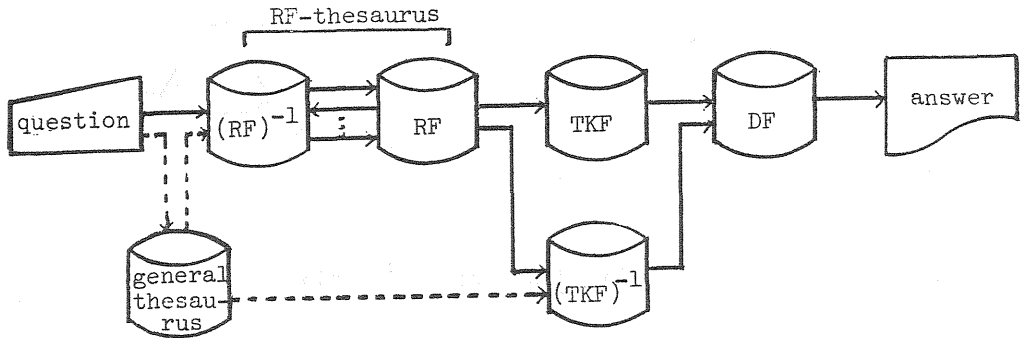 RF-thesaurus
question
(RF)⁻¹
RF
TKF
DF
answer
general
thesau-
rus
(TKF)⁻¹